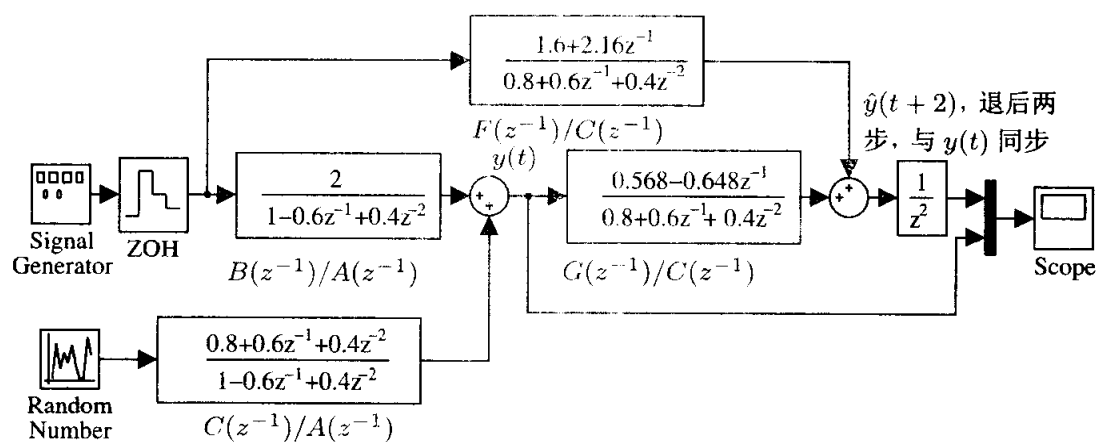 1.6+2.16z⁻¹
0.8+0.6z⁻¹+0.4z⁻²
F(z⁻¹)/C(z⁻¹)
ŷ(t + 2), 退后两
步, 与 y(t) 同步
y(t)
Signal
Generator
ZOH
2
1−0.6z⁻¹+0.4z⁻²
B(z⁻¹)/A(z⁻¹)
+
+
0.568−0.648z⁻¹
0.8+0.6z⁻¹+ 0.4z⁻²
G(z⁻¹)/C(z⁻¹)
+
+
1
z²
Scope
Random
Number
0.8+0.6z⁻¹+0.4z⁻²
1−0.6z⁻¹+0.4z⁻²
C(z⁻¹)/A(z⁻¹)